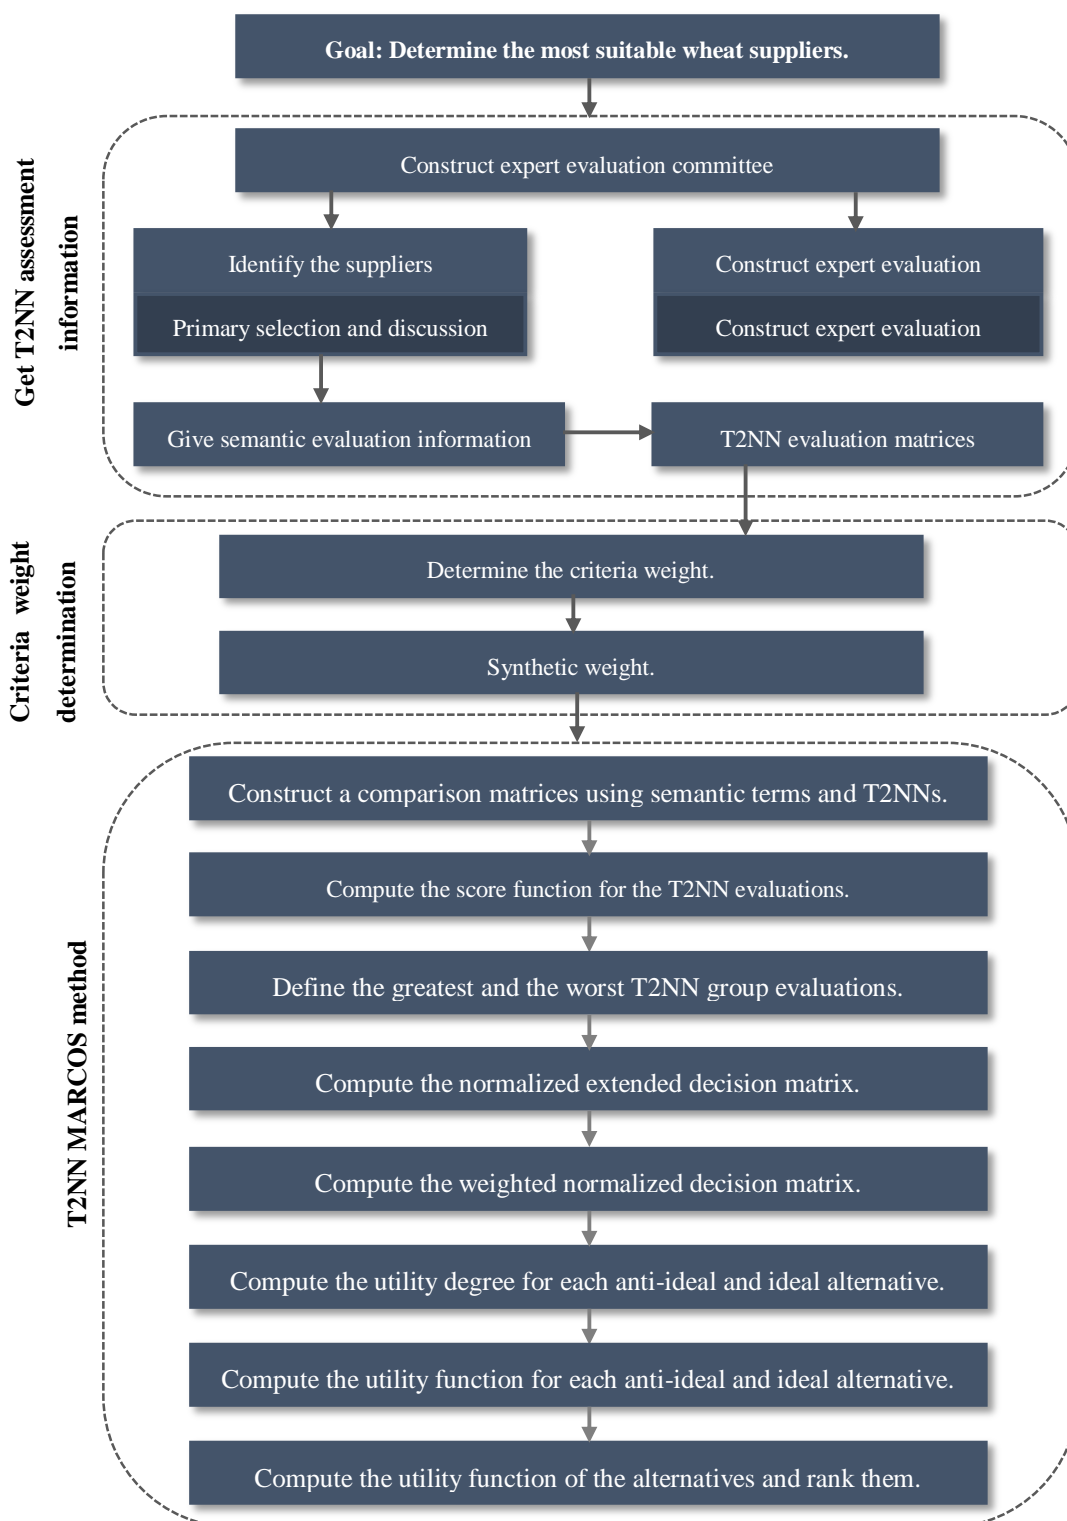 Goal: Determine the most suitable wheat suppliers.
Get T2NN assessment
information
Construct expert evaluation committee
Identify the suppliers
Primary selection and discussion
Construct expert evaluation
Construct expert evaluation
Give semantic evaluation information
T2NN evaluation matrices
Criteria weight
determination
Determine the criteria weight.
Synthetic weight.
T2NN MARCOS method
Construct a comparison matrices using semantic terms and T2NNs.
Compute the score function for the T2NN evaluations.
Define the greatest and the worst T2NN group evaluations.
Compute the normalized extended decision matrix.
Compute the weighted normalized decision matrix.
Compute the utility degree for each anti-ideal and ideal alternative.
Compute the utility function for each anti-ideal and ideal alternative.
Compute the utility function of the alternatives and rank them.